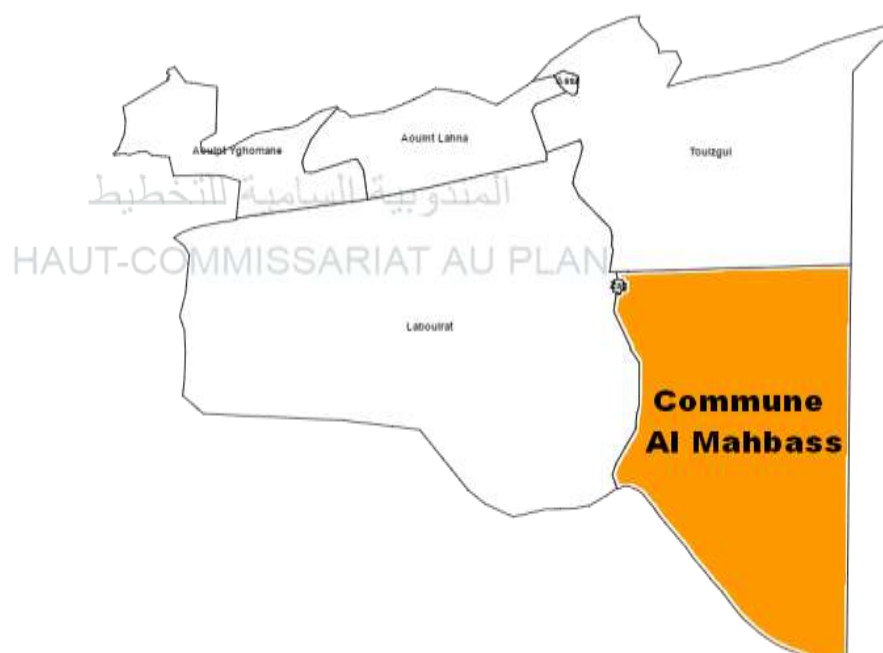 Aouint Lahna
Aouint Yghomane
Touizgui
المندوبية السامية للتخطيط
HAUT-COMMISSARIAT AU PLAN
Labouirat
Commune
Al Mahbass